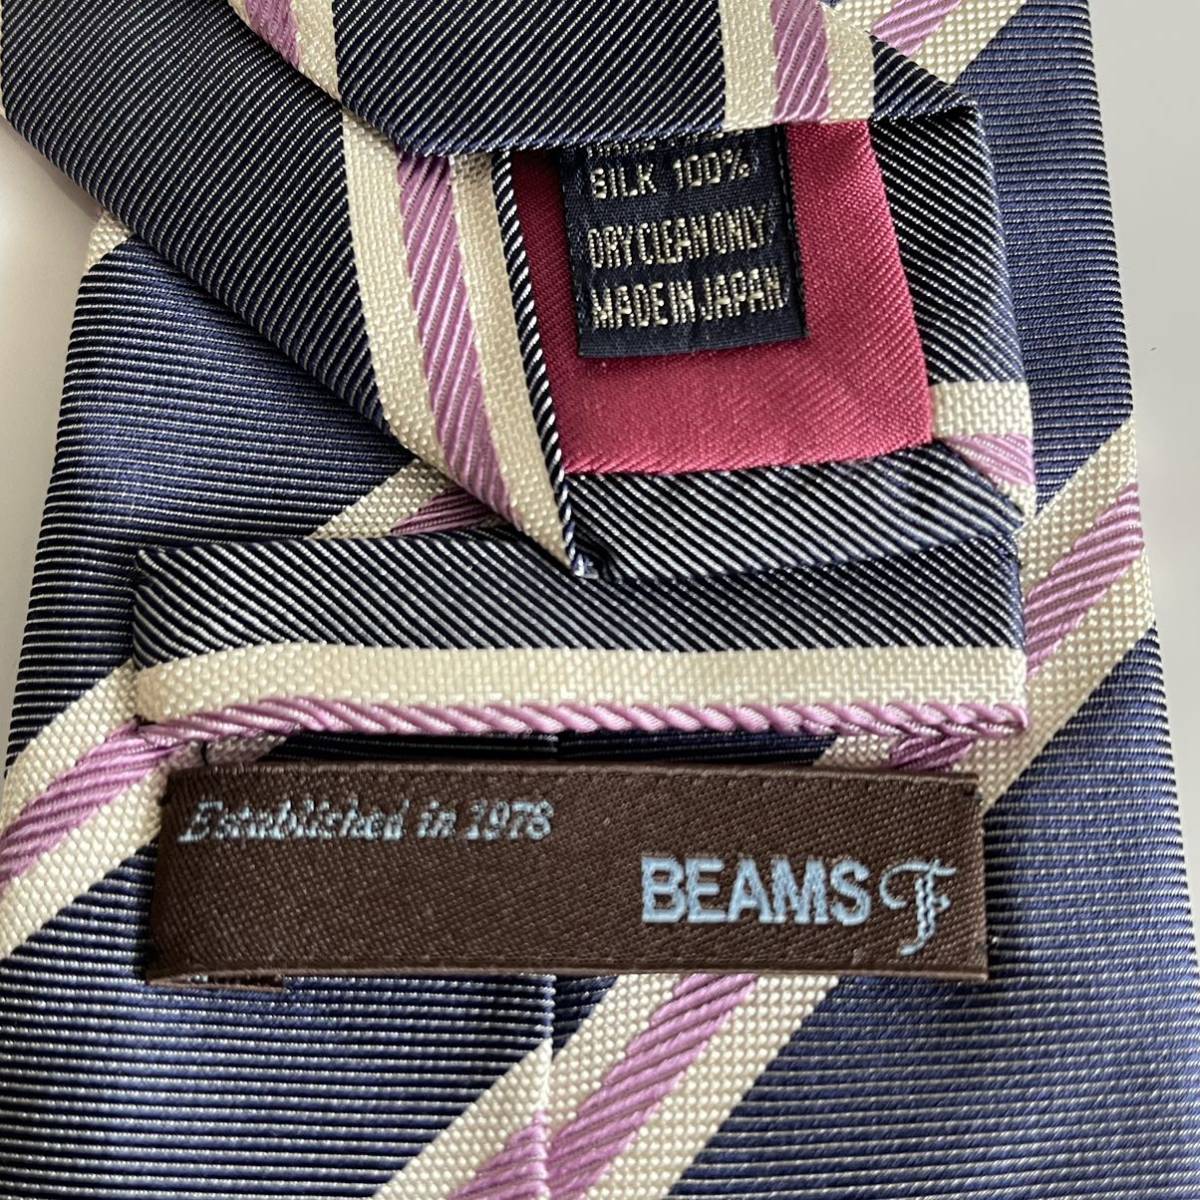 SILK 100%
DRY CLEAN ONLY
MADE IN JAPAN
Established in 1978
BEAMS F